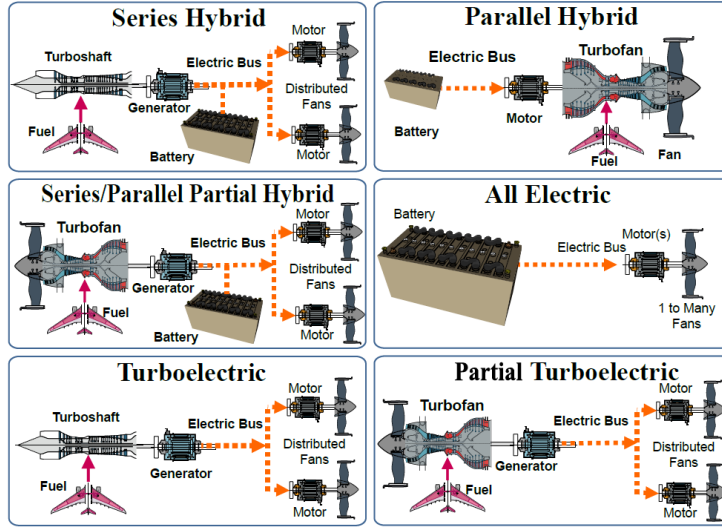 Series Hybrid
Turboshaft
Electric Bus
Motor
Generator
Distributed
Fans
Fuel
Battery
Motor
Parallel Hybrid
Turbofan
Electric Bus
Motor
Battery
Fuel
Fan
Series/Parallel Partial Hybrid
Motor
Turbofan
Electric Bus
Generator
Distributed
Fans
Fuel
Battery
Motor
All Electric
Battery
Motor(s)
Electric Bus
1 to Many
Fans
Turboelectric
Motor
Turboshaft
Electric Bus
Distributed
Fans
Generator
Fuel
Motor
Partial Turboelectric
Motor
Turbofan
Electric Bus
Distributed
Fans
Generator
Fuel
Motor